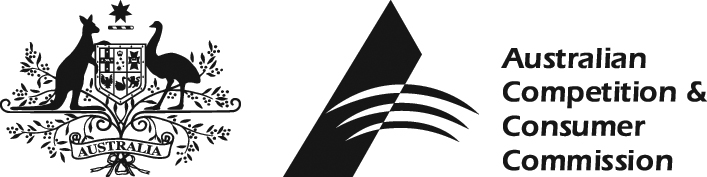 AUSTRALIA
Australian
Competition &
Consumer
Commission